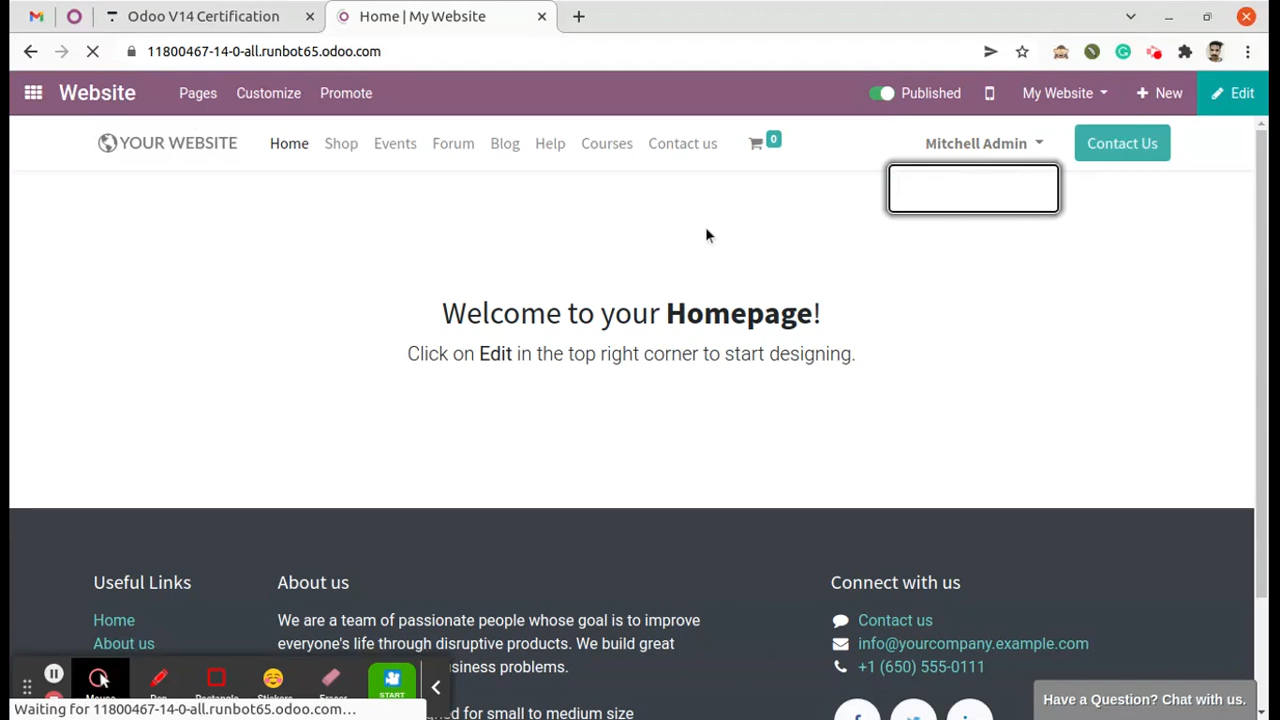 Odoo V14 Certification
Home | My Website
11800467-14-0-all.runbot65.odoo.com
Website
Pages
Customize
Promote
Published
My Website
New
Edit
YOUR WEBSITE
Home
Shop
Events
Forum
Blog
Help
Courses
Contact us
0
Mitchell Admin
Contact Us
Welcome to your Homepage!
Click on Edit in the top right corner to start designing.
Useful Links
About us
Connect with us
Home
We are a team of passionate people whose goal is to improve
Contact us
About us
everyone's life through disruptive products. We build great
info@yourcompany.example.com
siness problems.
+1 (650) 555-0111
START
Have a Question? Chat with us.
Waiting for 11800467-14-0-all.runbot65.odoo.com...
ed for small to medium size